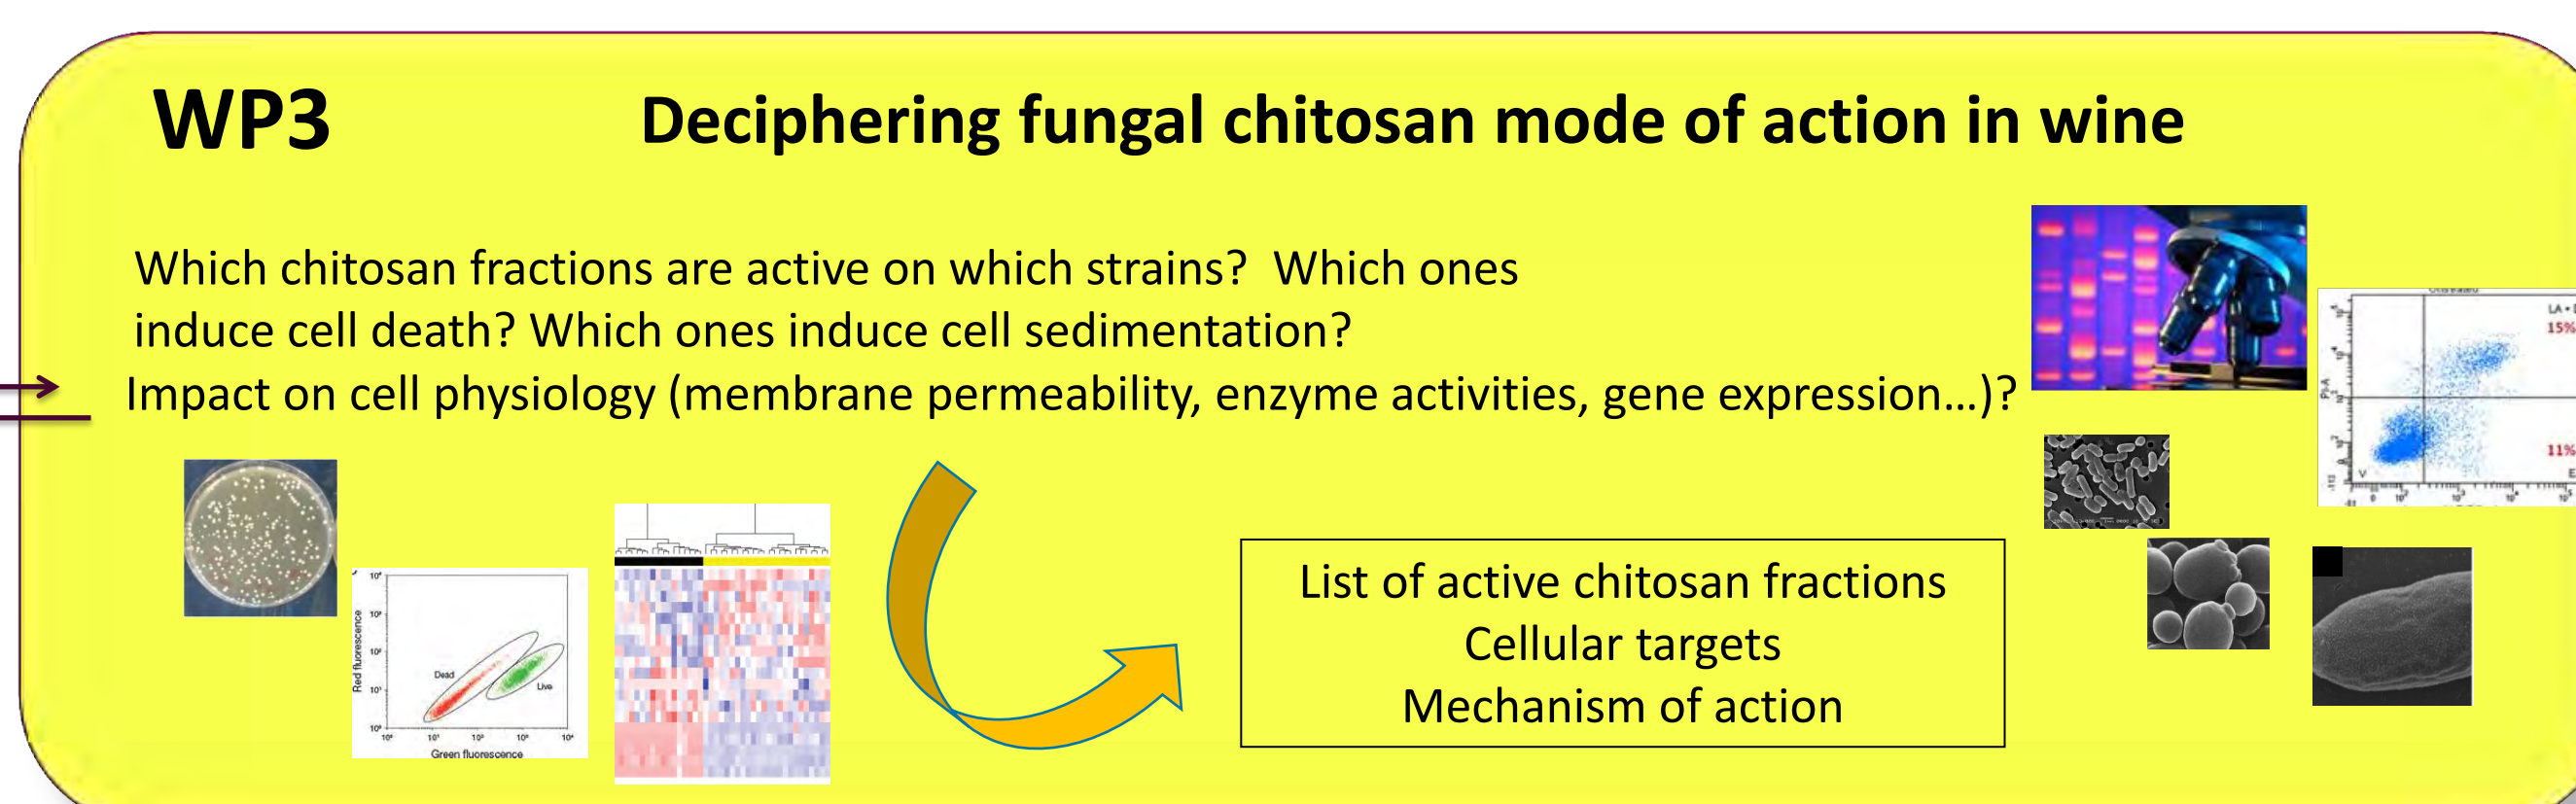 WP3 Deciphering fungal chitosan mode of action in wine
Which chitosan fractions are active on which strains? Which ones
induce cell death? Which ones induce cell sedimentation?
Impact on cell physiology (membrane permeability, enzyme activities, gene expression...)?
15%
PI-A
11%
V
E
Red fluorescence
Dead
Live
Green fluorescence
List of active chitosan fractions
Cellular targets
Mechanism of action